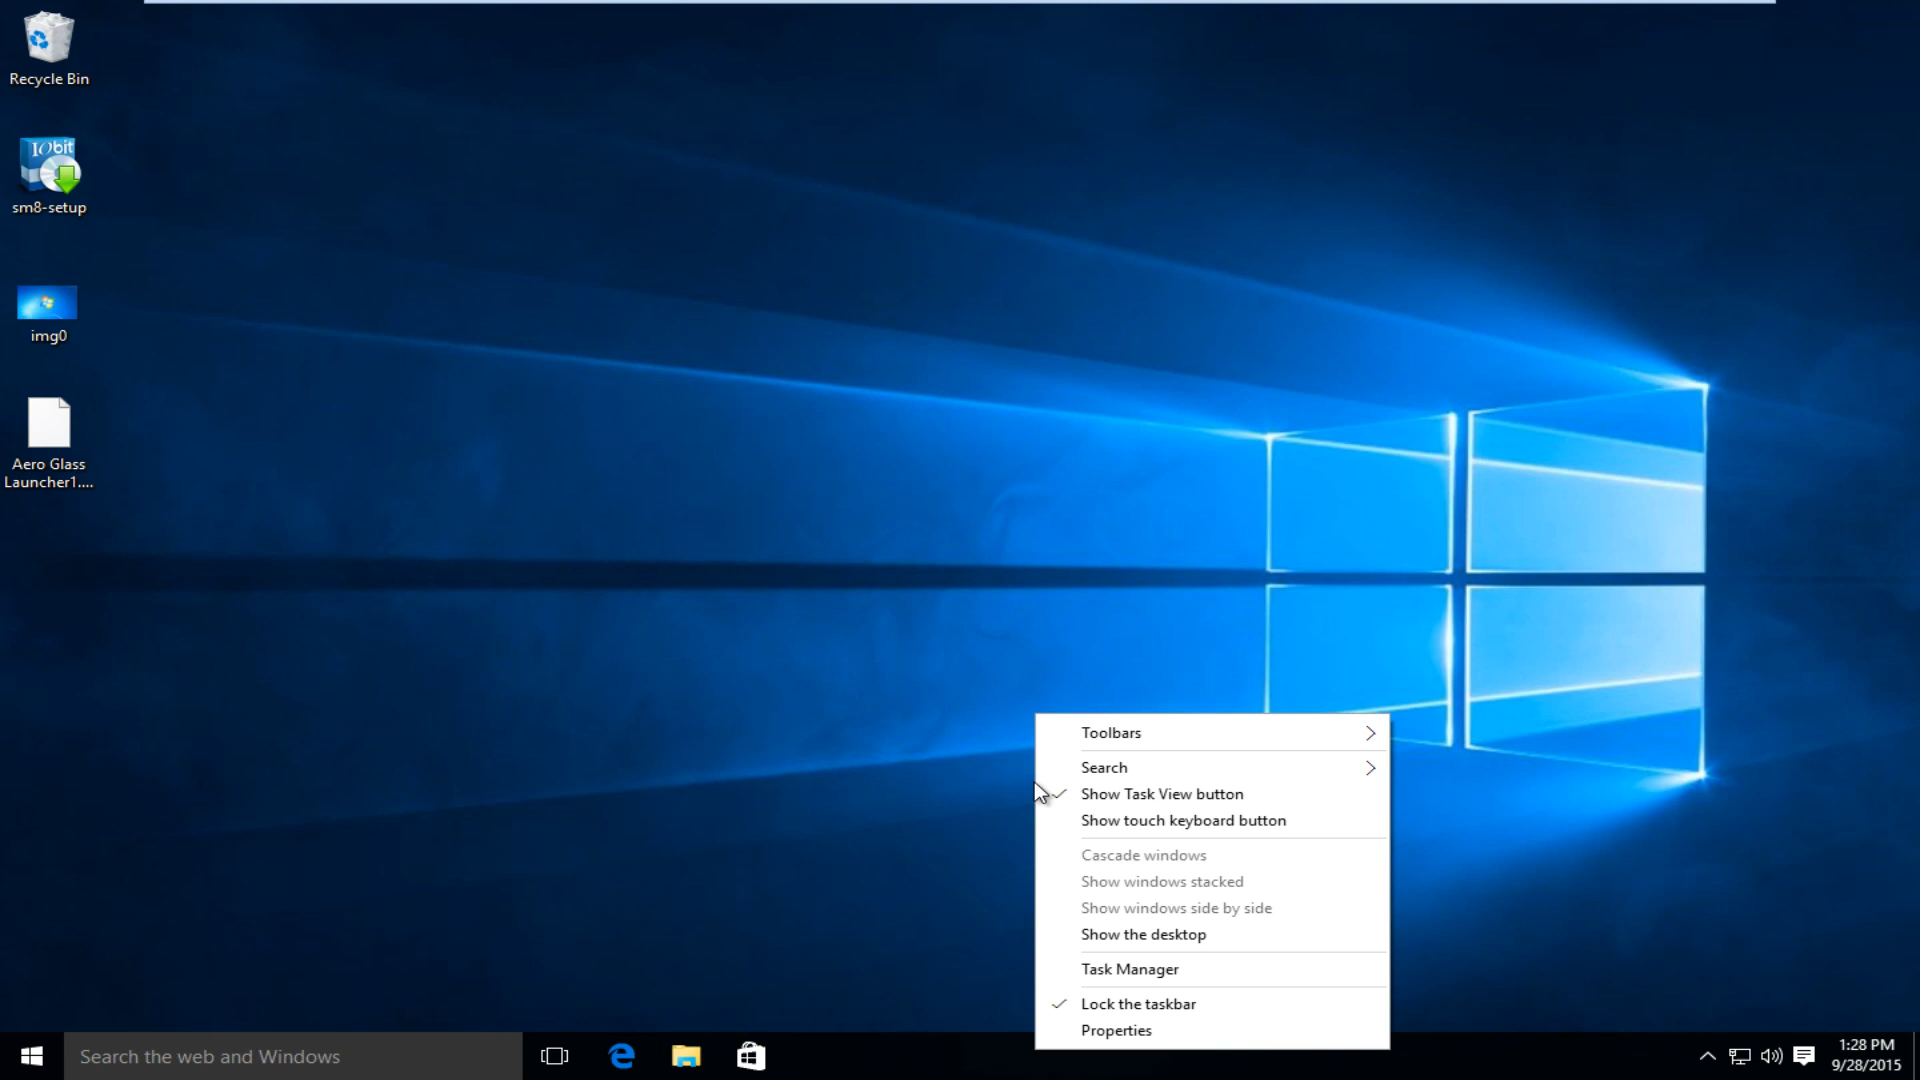 Recycle Bin
IObit
sm8-setup
img0
Aero Glass
Launcher1....
Toolbars
Search
Show Task View button
Show touch keyboard button
Cascade windows
Show windows stacked
Show windows side by side
Show the desktop
Task Manager
Lock the taskbar
Properties
Search the web and Windows
1:28 PM
9/28/2015